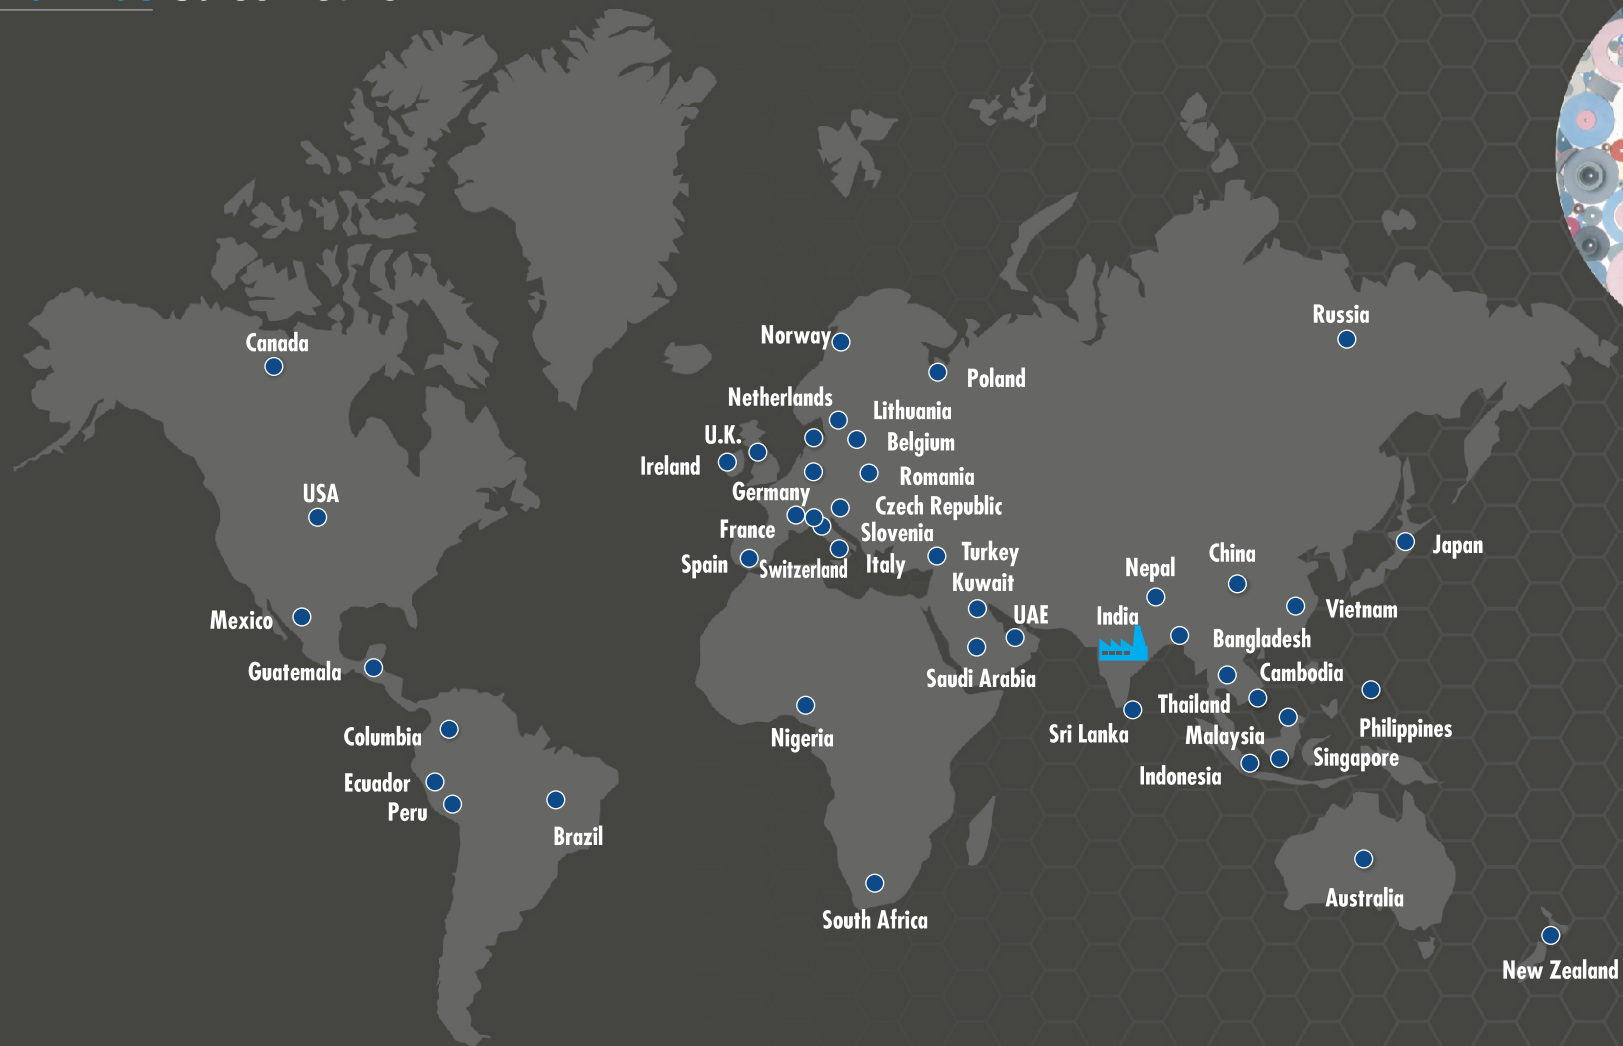 Canada
Russia
Norway
Poland
Netherlands
Lithuania
U.K.
Belgium
Ireland
Romania
Germany
USA
Czech Republic
France
Slovenia
Spain
Switzerland
Italy
Turkey
Japan
China
Nepal
Kuwait
Vietnam
UAE
India
Mexico
Bangladesh
Guatemala
Saudi Arabia
Cambodia
Thailand
Philippines
Sri Lanka
Malaysia
Columbia
Nigeria
Singapore
Indonesia
Ecuador
Peru
Brazil
Australia
South Africa
New Zealand